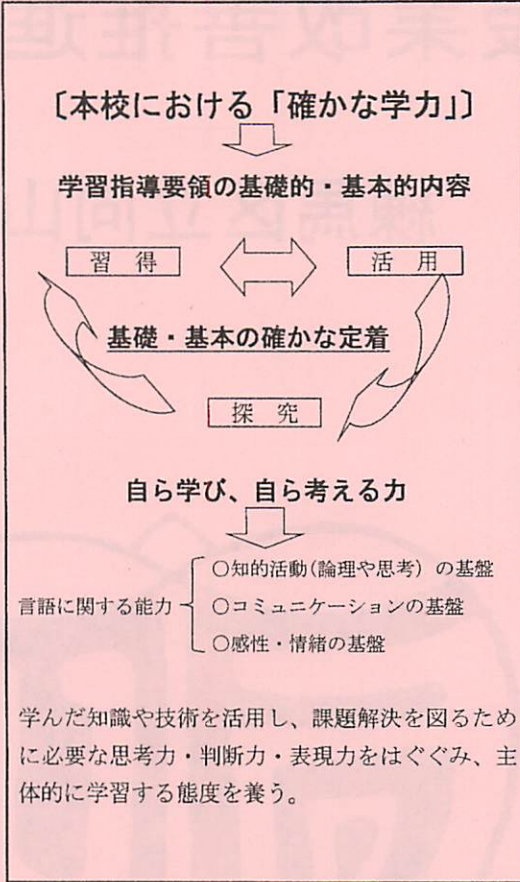 〔本校における「確かな学力」〕
学習指導要領の基礎的・基本的内容
習 得
活 用
基礎・基本の確かな定着
探 究
自ら学び、自ら考える力
言語に関する能力
○知的活動(論理や思考) の基盤
○コミュニケーションの基盤
○感性・情緒の基盤
学んだ知識や技術を活用し、課題解決を図るため
に必要な思考力・判断力・表現力をはぐくみ、主
体的に学習する態度を養う。